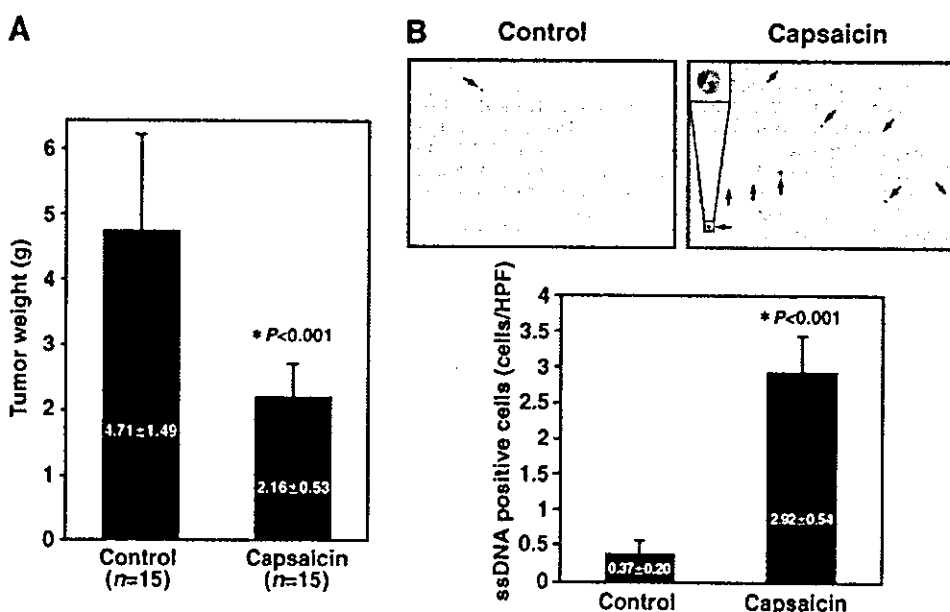 A
Tumor weight (g)
6
5
4
3
2
1
0
4.71±1.49
* P<0.001
2.16±0.53
Control
(n=15)
Capsaicin
(n=15)
B
Control
Capsaicin
ssDNA positive cells (cells/HPF)
4
3.5
3
2.5
2
1.5
1
0.5
0
* P<0.001
0.37±0.20
2.92±0.54
Control
Capsaicin